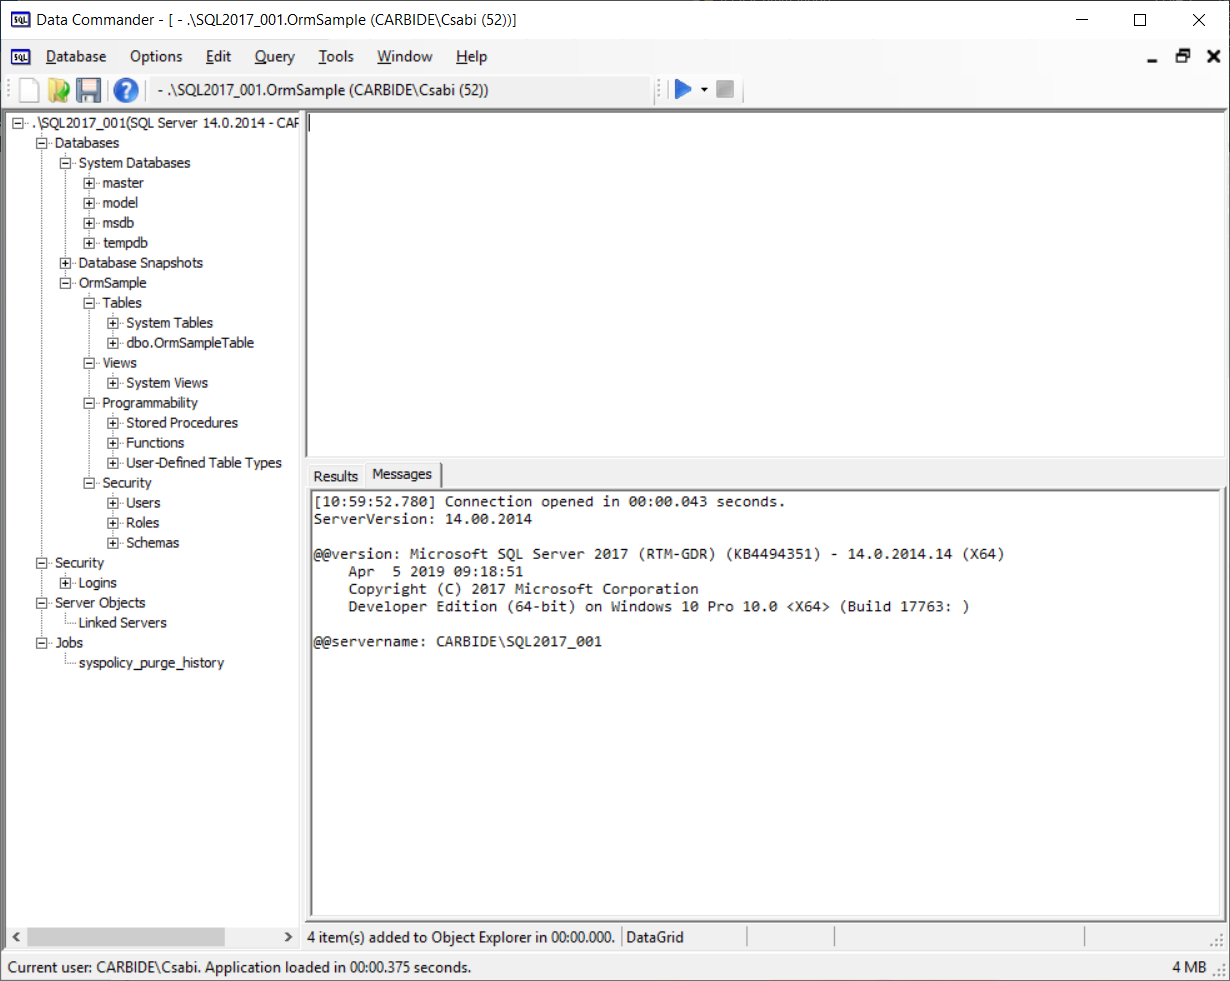 SQL Data Commander - [ - .\SQL2017_001.OrmSample (CARBIDE\Csabi (52))]
SQL Database Options Edit Query Tools Window Help
? - .\SQL2017_001.OrmSample (CARBIDE\Csabi (52))
.\SQL2017_001(SQL Server 14.0.2014 - CAR
Databases
System Databases
master
model
msdb
tempdb
Database Snapshots
OrmSample
Tables
System Tables
dbo.OrmSampleTable
Views
System Views
Programmability
Stored Procedures
Functions
User-Defined Table Types
Security
Users
Roles
Schemas
Security
Logins
Server Objects
Linked Servers
Jobs
syspolicy_purge_history
Results Messages
[10:59:52.780] Connection opened in 00:00.043 seconds.
ServerVersion: 14.00.2014
@@version: Microsoft SQL Server 2017 (RTM-GDR) (KB4494351) - 14.0.2014.14 (X64)
Apr  5 2019 09:18:51
Copyright (C) 2017 Microsoft Corporation
Developer Edition (64-bit) on Windows 10 Pro 10.0 <X64> (Build 17763: )
@@servername: CARBIDE\SQL2017_001
4 item(s) added to Object Explorer in 00:00.000. DataGrid
Current user: CARBIDE\Csabi. Application loaded in 00:00.375 seconds. 4 MB